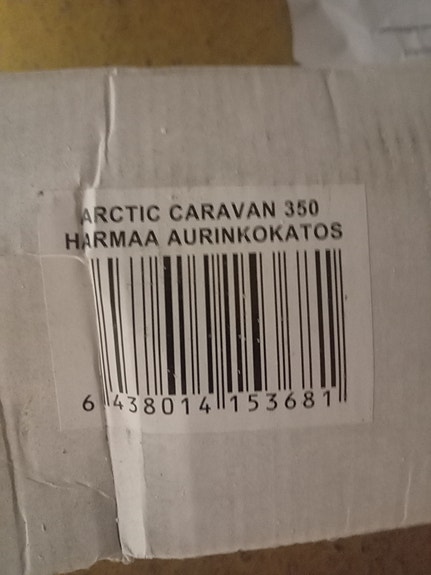 ARCTIC CARAVAN 350
HARMAA AURINKOKATOS
6 438014 153681